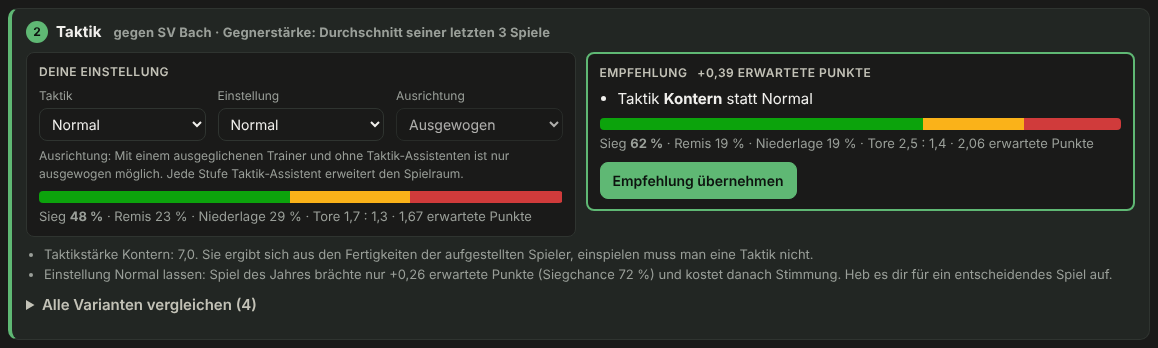 2 Taktik gegen SV Bach · Gegnerstärke: Durchschnitt seiner letzten 3 Spiele
DEINE EINSTELLUNG
Taktik Einstellung Ausrichtung
Normal Normal Ausgewogen
Ausrichtung: Mit einem ausgeglichenen Trainer und ohne Taktik-Assistenten ist nur
ausgewogen möglich. Jede Stufe Taktik-Assistent erweitert den Spielraum.
Sieg 48 % · Remis 23 % · Niederlage 29 % · Tore 1,7 : 1,3 · 1,67 erwartete Punkte
EMPFEHLUNG +0,39 ERWARTETE PUNKTE
• Taktik Kontern statt Normal
Sieg 62 % · Remis 19 % · Niederlage 19 % · Tore 2,5 : 1,4 · 2,06 erwartete Punkte
Empfehlung übernehmen
• Taktikstärke Kontern: 7,0. Sie ergibt sich aus den Fertigkeiten der aufgestellten Spieler, einspielen muss man eine Taktik nicht.
• Einstellung Normal lassen: Spiel des Jahres brächte nur +0,26 erwartete Punkte (Siegchance 72 %) und kostet danach Stimmung. Heb es dir für ein entscheidendes Spiel auf.
▶ Alle Varianten vergleichen (4)